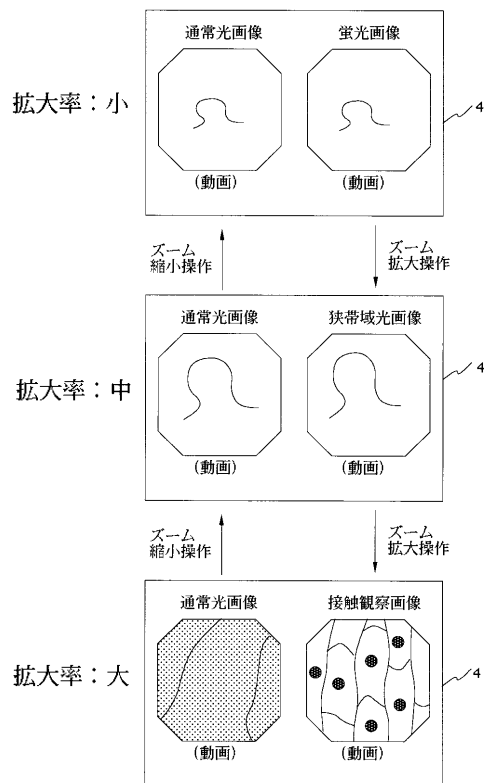 通常光画像
蛍光画像
拡大率：小
4
(動画)
(動画)
ズーム
縮小操作
ズーム
拡大操作
通常光画像
狭帯域光画像
拡大率：中
4
(動画)
(動画)
ズーム
縮小操作
ズーム
拡大操作
通常光画像
接触観察画像
拡大率：大
4
(動画)
(動画)